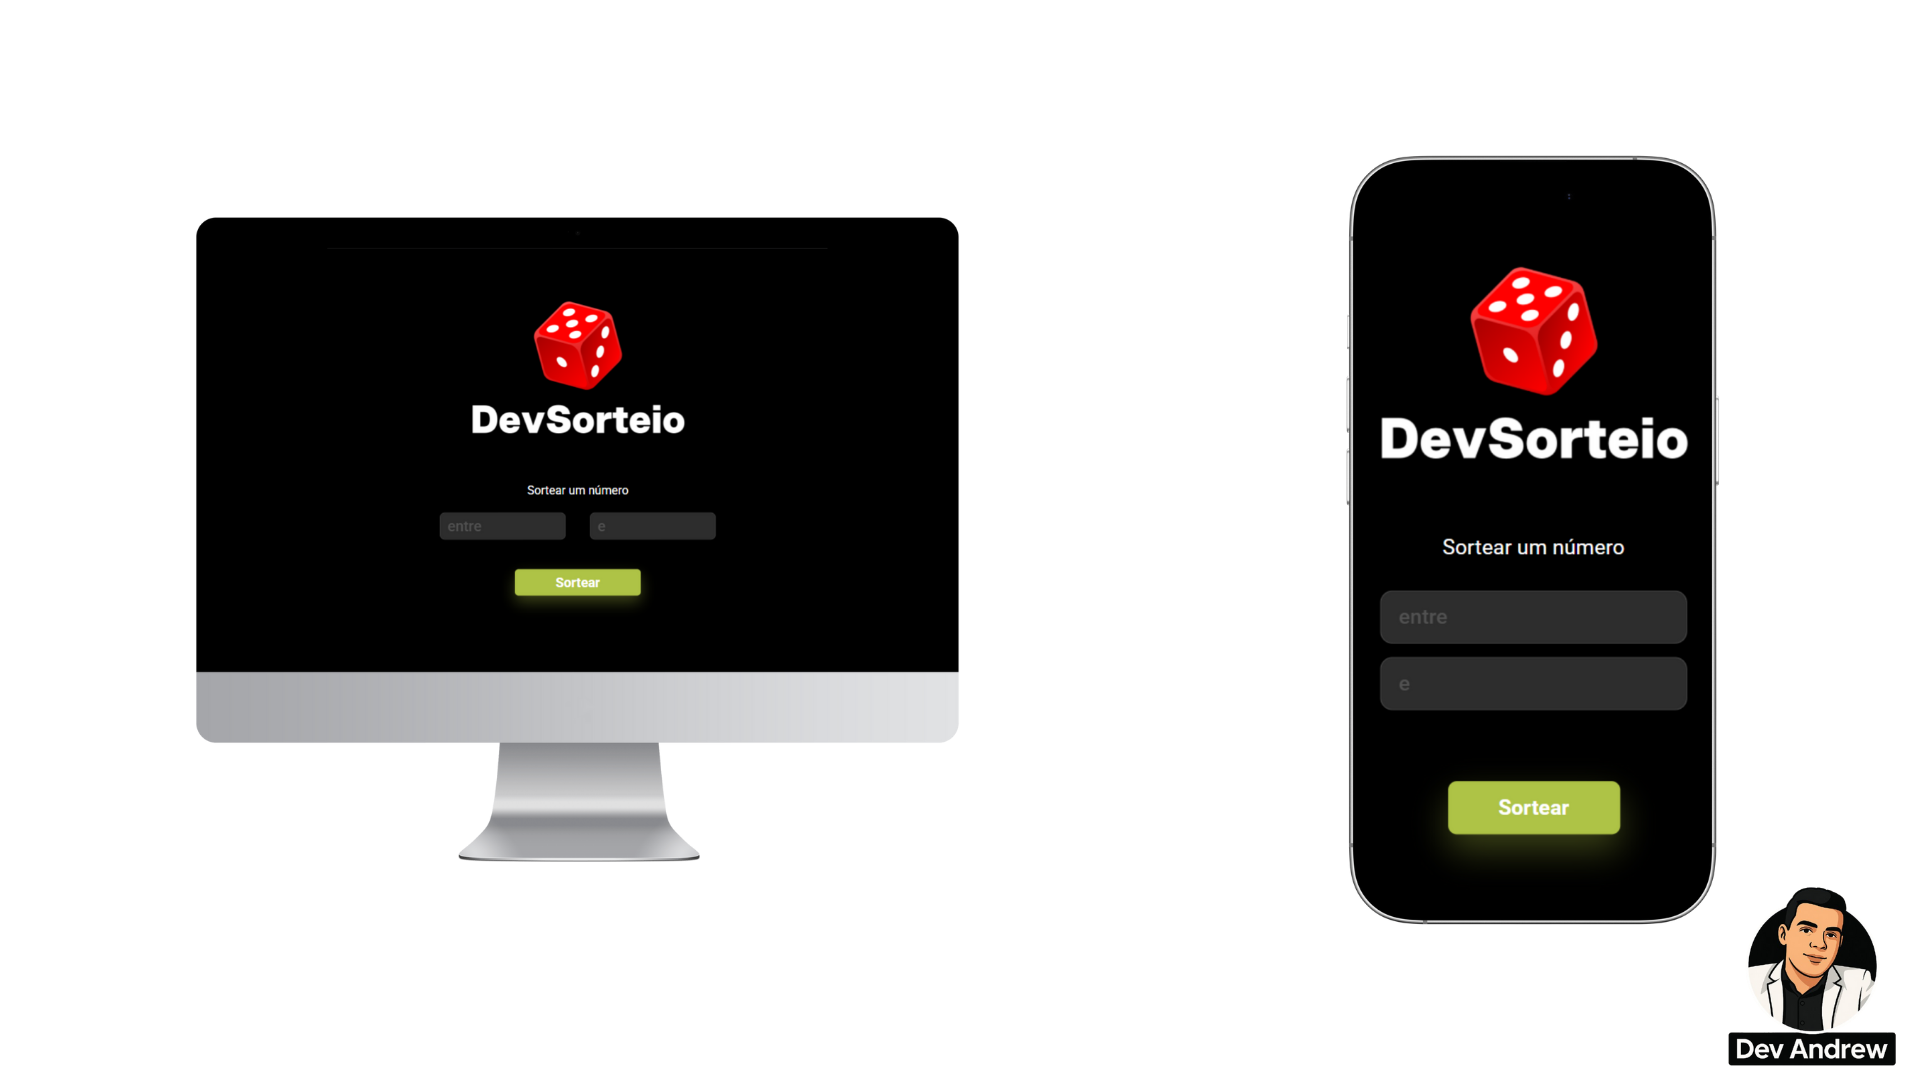 DevSorteio
Sortear um número
entre
e
Sortear
DevSorteio
Sortear um número
entre
e
Sortear
Dev Andrew